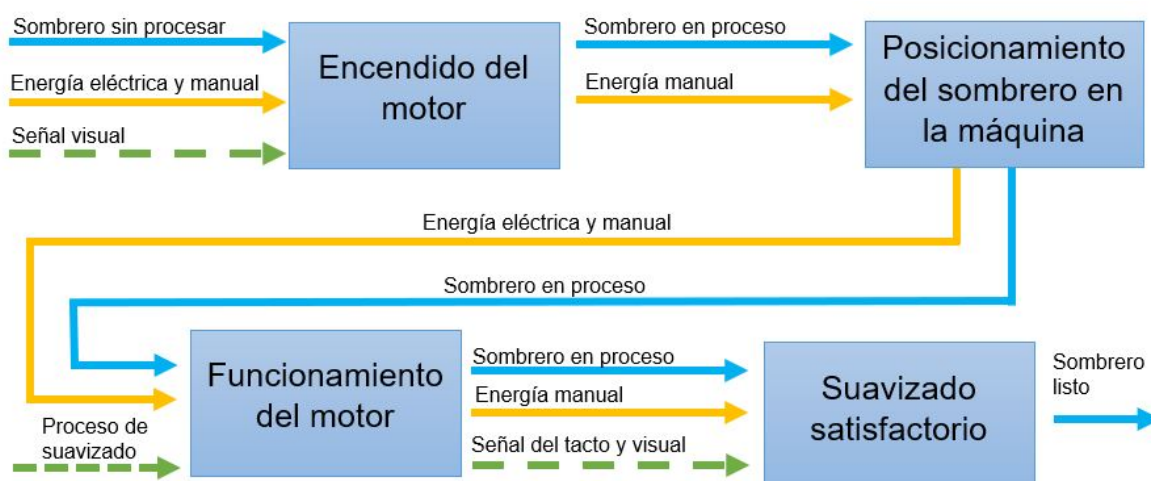 Sombrero sin procesar
Energía eléctrica y manual
Señal visual
Encendido del
motor
Sombrero en proceso
Energía manual
Posicionamiento
del sombrero en
la máquina
Energía eléctrica y manual
Sombrero en proceso
Proceso de
suavizado
Funcionamiento
del motor
Sombrero en proceso
Energía manual
Señal del tacto y visual
Suavizado
satisfactorio
Sombrero
listo